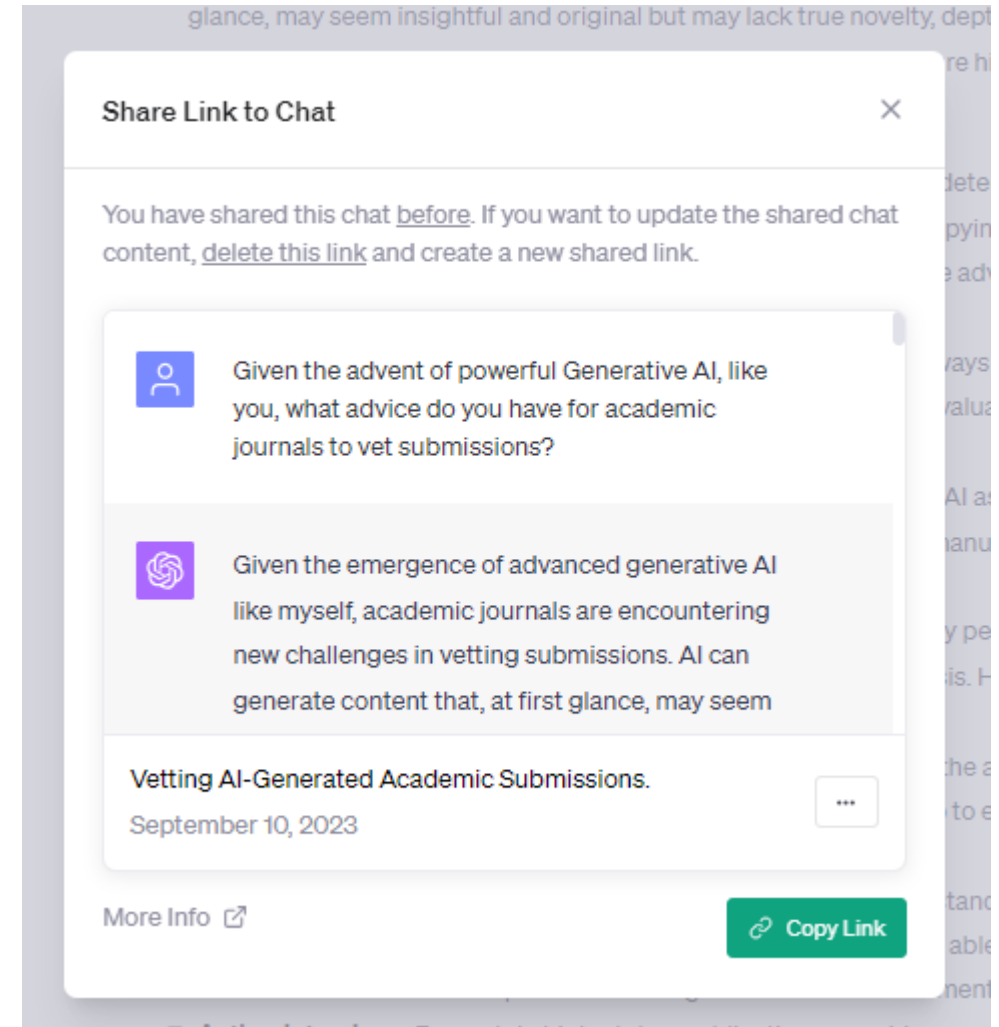 glance, may seem insightful and original but may lack true novelty,
Share Link to Chat
You have shared this chat before. If you want to update the shared chat
content, delete this link and create a new shared link.
Given the advent of powerful Generative AI, like
you, what advice do you have for academic
journals to vet submissions?
Given the emergence of advanced generative AI
like myself, academic journals are encountering
new challenges in vetting submissions. AI can
generate content that, at first glance, may seem
Vetting AI-Generated Academic Submissions.
September 10, 2023
...
More Info
Copy Link